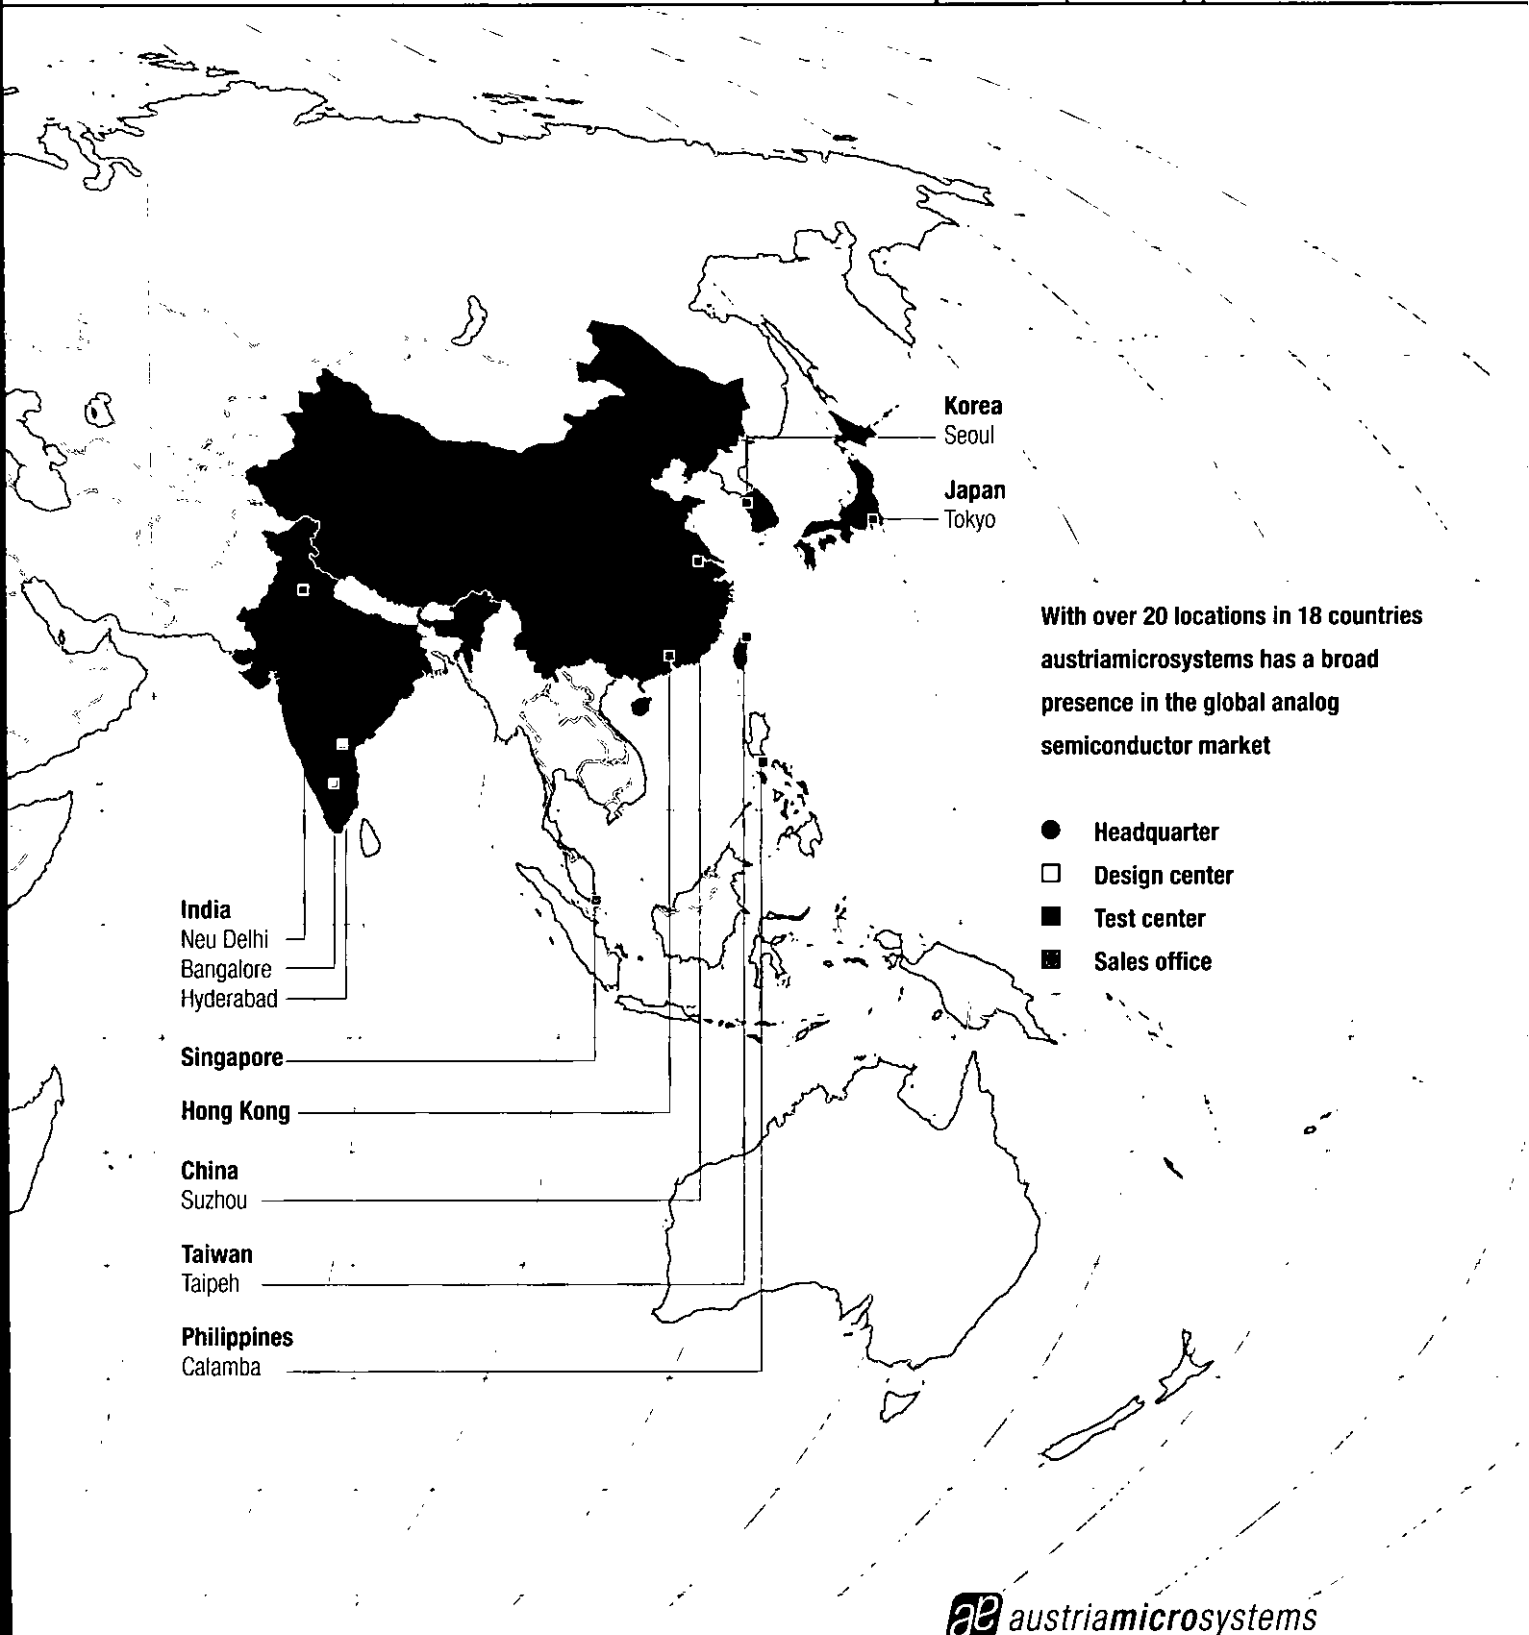 Korea
Seoul
Japan
Tokyo
With over 20 locations in 18 countries
austriamicrosystems has a broad
presence in the global analog
semiconductor market
Headquarter
Design center
Test center
Sales office
India
Neu Delhi
Bangalore
Hyderabad
Singapore
Hong Kong
China
Suzhou
Taiwan
Taipeh
Philippines
Calamba
ae austriamicrosystems